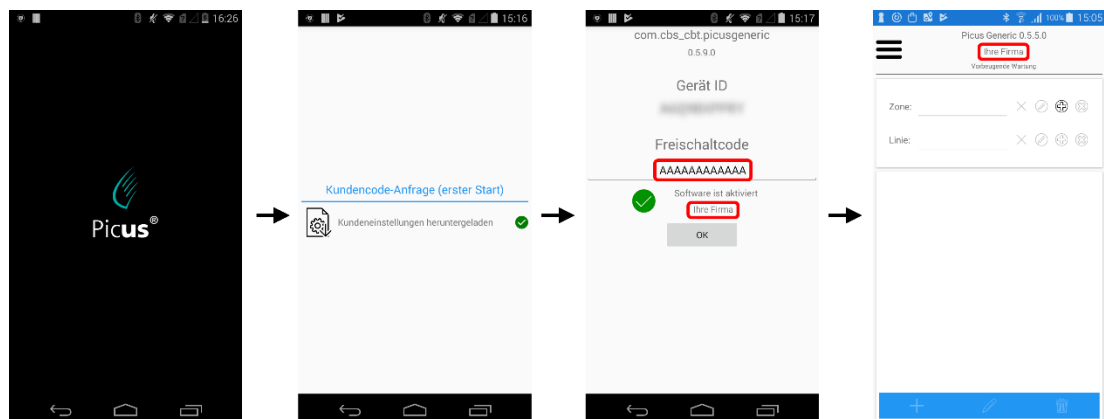 16:26
Picus®
15:16
Kundencode-Anfrage (erster Start)
Kundeneinstellungen heruntergeladen
15:17
com.cbs_cbt.picusgeneric
0.5.9.0
Gerät ID
Freischaltcode
AAAAAAAAAAAA
Software ist aktiviert
Ihre Firma
OK
100% 15:05
Picus Generic 0.5.5.0
Ihre Firma
Vorbeugende Wartung
Zone:
Linie: